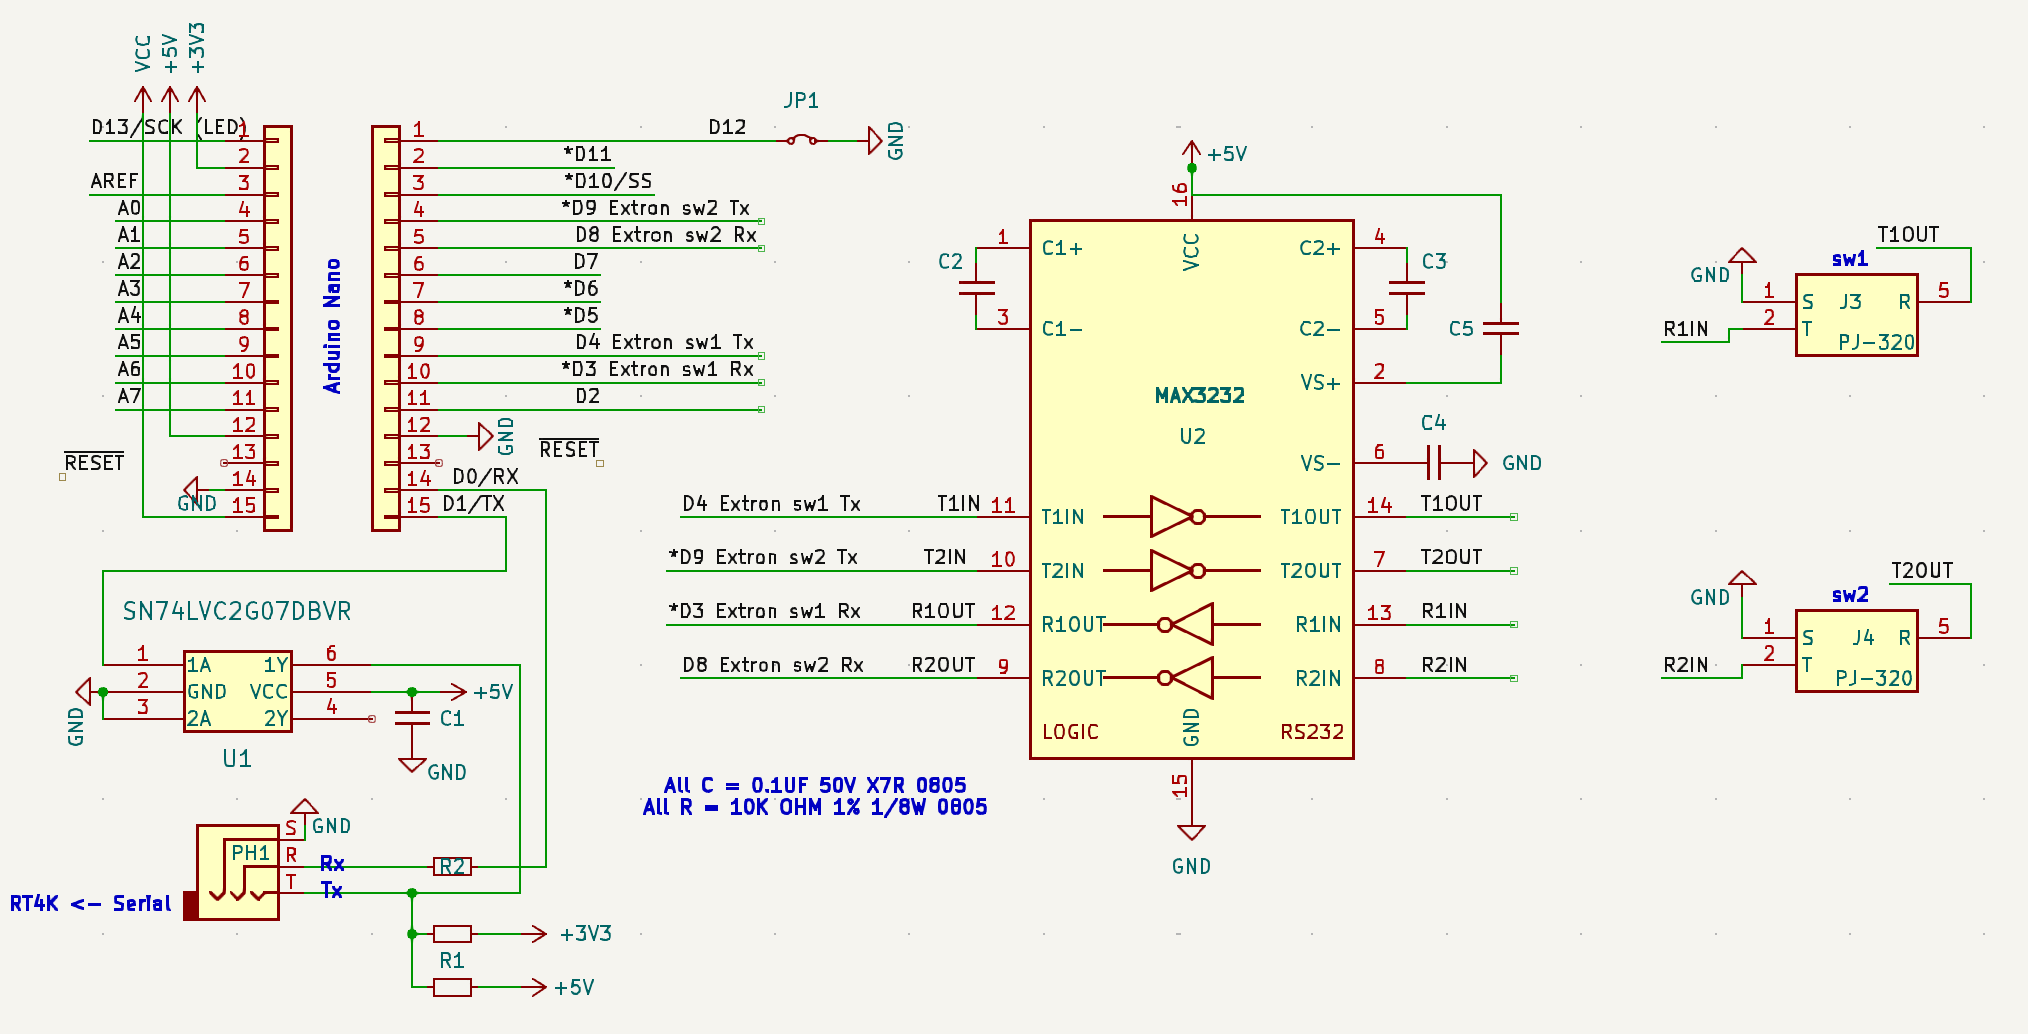 VCC
+5V
+3V3
D13/SCK (LED)
AREF
A0
A1
A2
A3
A4
A5
A6
A7
RESET
GND
1
2
3
4
5
6
7
8
9
10
11
12
13
14
15
Arduino Nano
1
2
3
4
5
6
7
8
9
10
11
12
13
14
15
D12
JP1
GND
*D11
*D10/SS
*D9 Extron sw2 Tx
D8 Extron sw2 Rx
D7
*D6
*D5
D4 Extron sw1 Tx
*D3 Extron sw1 Rx
D2
GND
RESET
D0/RX
D1/TX
SN74LVC2G07DBVR
1
2
3
1A
GND
2A
1Y
VCC
2Y
6
5
4
GND
U1
+5V
C1
GND
GND
PH1
S
R
T
Rx
Tx
RT4K <- Serial
R2
+3V3
R1
+5V
+5V
16
VCC
C2
1
C1+
3
C1-
C2+
4
C3
C2-
5
C5
VS+
2
MAX3232
U2
C4
VS-
6
GND
D4 Extron sw1 Tx
T1IN
11
T1IN
T1OUT
14
T1OUT
*D9 Extron sw2 Tx
T2IN
10
T2IN
T2OUT
7
T2OUT
*D3 Extron sw1 Rx
R1OUT
12
R1OUT
R1IN
13
R1IN
D8 Extron sw2 Rx
R2OUT
9
R2OUT
R2IN
8
R2IN
LOGIC
GND
RS232
15
GND
All C = 0.1UF 50V X7R 0805
All R = 10K OHM 1% 1/8W 0805
T1OUT
sw1
GND
1
S
J3
R
5
2
T
R1IN
PJ-320
T2OUT
sw2
GND
1
S
J4
R
5
2
T
R2IN
PJ-320